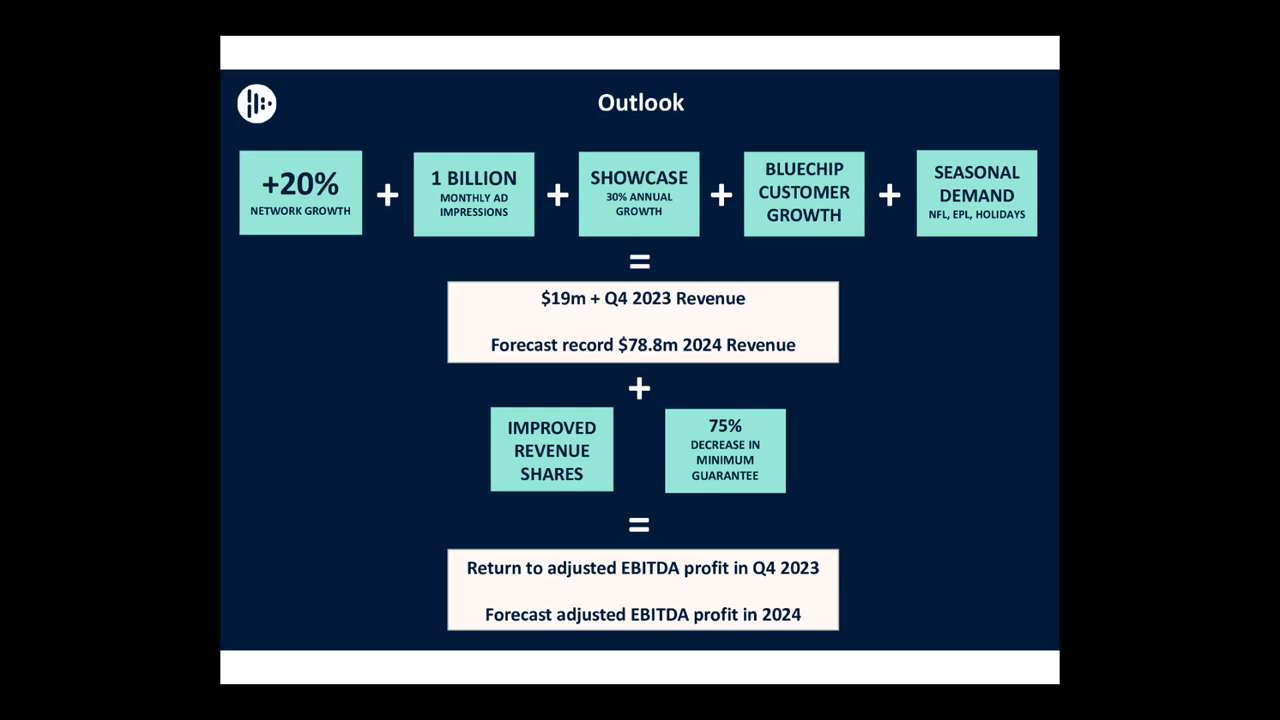 Outlook
+20%
NETWORK GROWTH
+
1 BILLION
MONTHLY AD
IMPRESSIONS
+
SHOWCASE
30% ANNUAL
GROWTH
+
BLUECHIP
CUSTOMER
GROWTH
+
SEASONAL
DEMAND
NFL, EPL, HOLIDAYS
=
$19m + Q4 2023 Revenue
Forecast record $78.8m 2024 Revenue
+
IMPROVED
REVENUE
SHARES
75%
DECREASE IN
MINIMUM
GUARANTEE
=
Return to adjusted EBITDA profit in Q4 2023
Forecast adjusted EBITDA profit in 2024